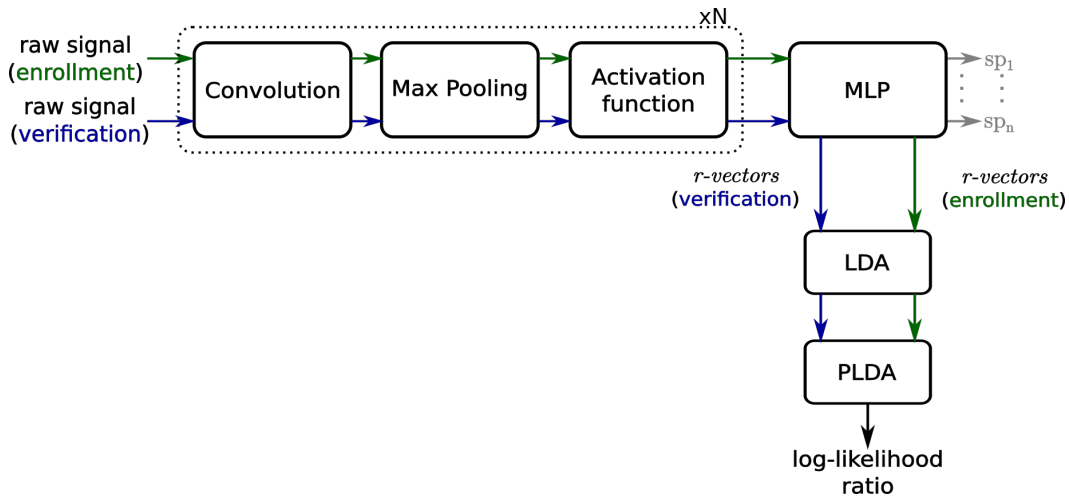 xN
raw signal
(enrollment)
raw signal
(verification)
Convolution
Max Pooling
Activation
function
MLP
sp₁
spₙ
r-vectors
(verification)
r-vectors
(enrollment)
LDA
PLDA
log-likelihood
ratio